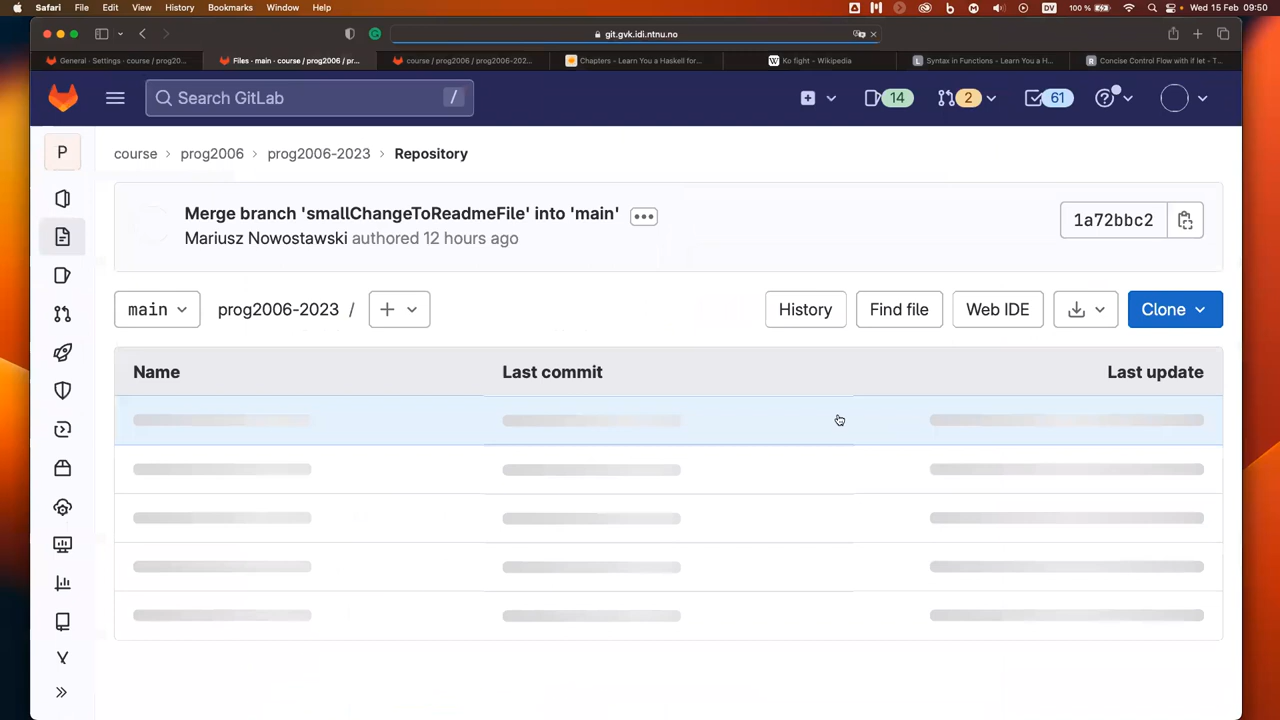 Safari File Edit View History Bookmarks Window Help DV 100 % Wed 15 Feb 09:50
git.gvk.idi.ntnu.no
General · Settings · course / prog20... Files · main · course / prog2006 / pr... course / prog2006 / prog2006-202... Chapters - Learn You a Haskell for... Ko fight - Wikipedia Syntax in Functions - Learn You a H... Concise Control Flow with if let - T...
Search GitLab / 14 2 61
P
course > prog2006 > prog2006-2023 > Repository
Merge branch 'smallChangeToReadmeFile' into 'main'
Mariusz Nowostawski authored 12 hours ago
1a72bbc2
main prog2006-2023 / + History Find file Web IDE Clone
Name Last commit Last update